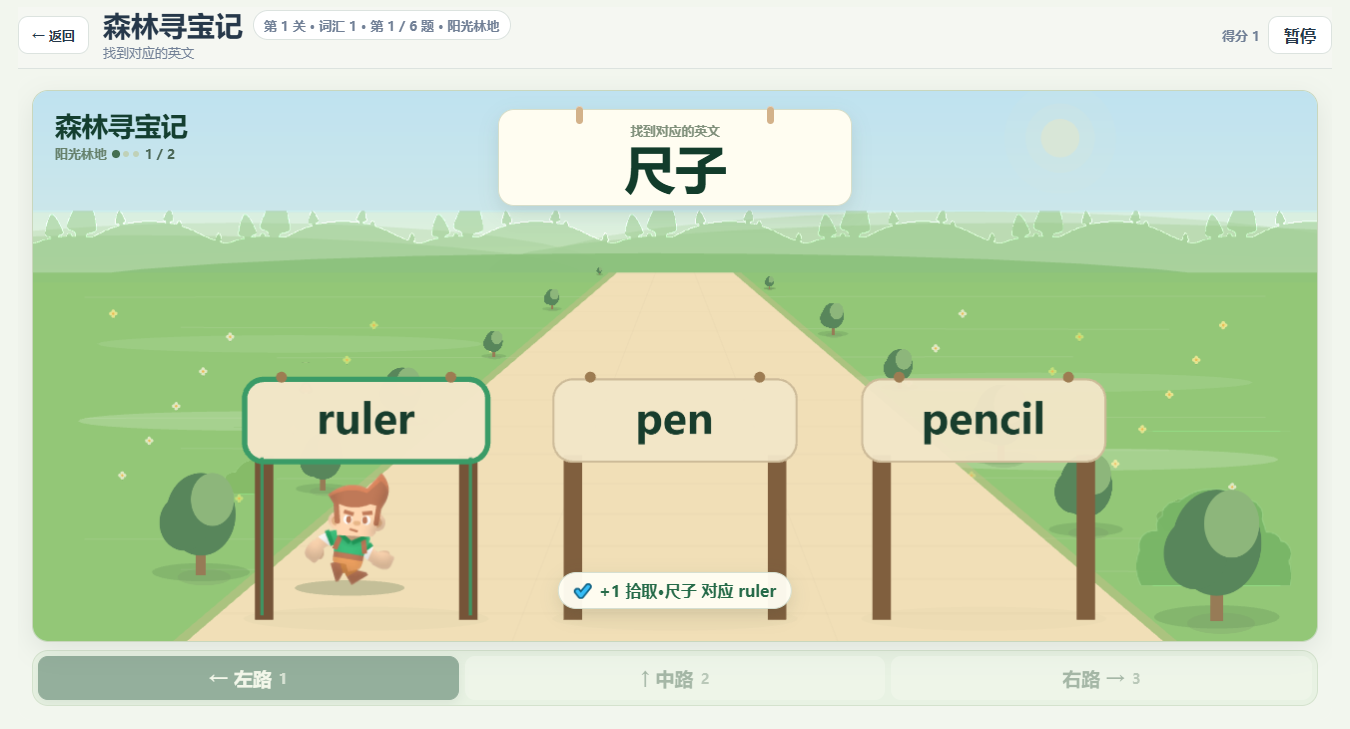 ← 返回
森林寻宝记
第 1 关 • 词汇 1 • 第 1 / 6 题 • 阳光林地
找到对应的英文
得分 1
暂停
森林寻宝记
阳光林地 1 / 2
找到对应的英文
尺子
ruler
pen
pencil
+1 拾取•尺子 对应 ruler
← 左路 1
↑ 中路 2
右路 → 3